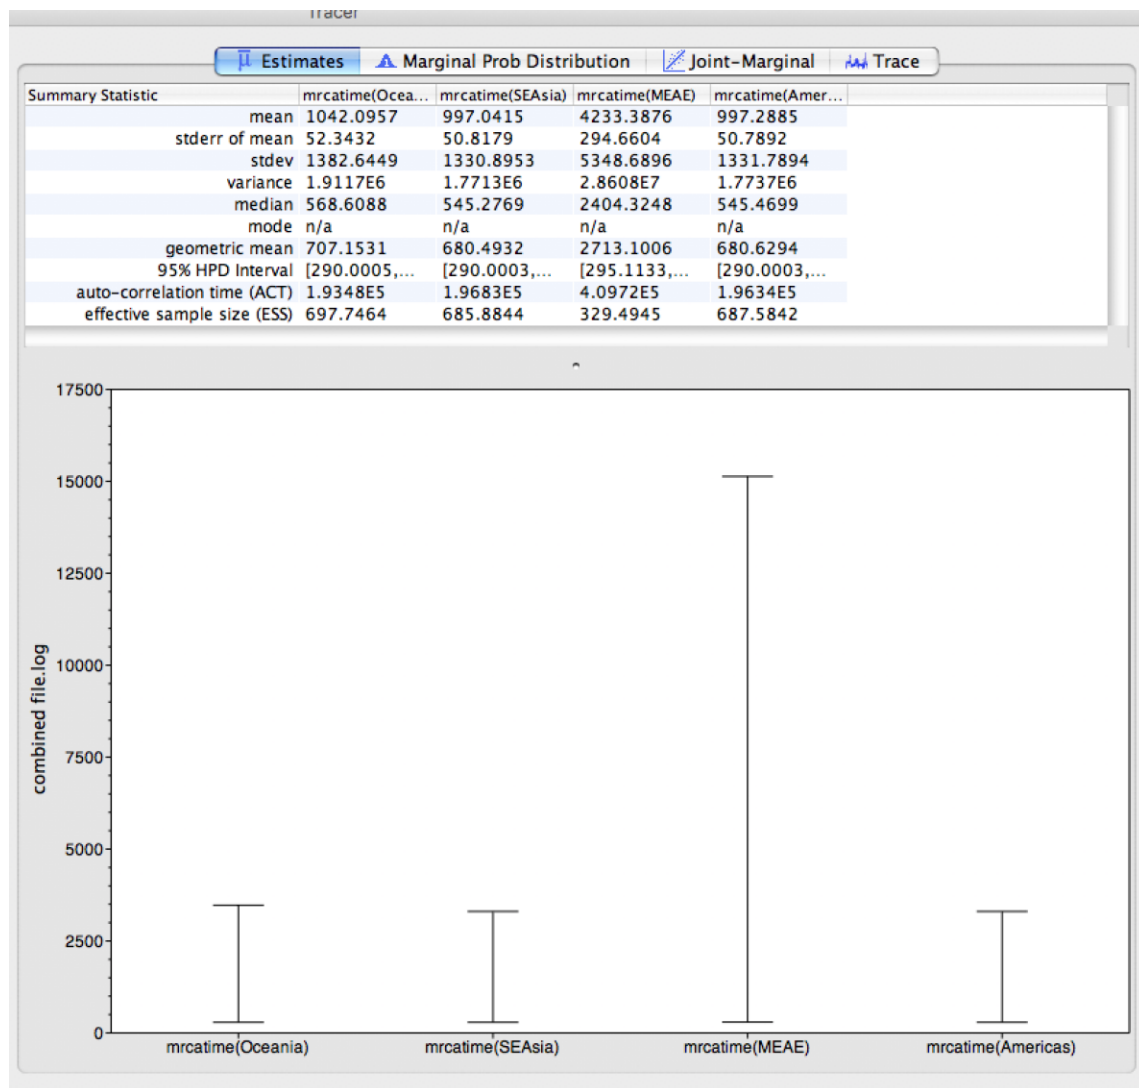 Tracer
Estimates Marginal Prob Distribution Joint-Marginal Trace
Summary Statistic mrcatime(Ocea... mrcatime(SEAsia) mrcatime(MEAE) mrcatime(Amer...
mean 1042.0957 997.0415 4233.3876 997.2885
stderr of mean 52.3432 50.8179 294.6604 50.7892
stdev 1382.6449 1330.8953 5348.6896 1331.7894
variance 1.9117E6 1.7713E6 2.8608E7 1.7737E6
median 568.6088 545.2769 2404.3248 545.4699
mode n/a n/a n/a n/a
geometric mean 707.1531 680.4932 2713.1006 680.6294
95% HPD Interval [290.0005,... [290.0003,... [295.1133,... [290.0003,...
auto-correlation time (ACT) 1.9348E5 1.9683E5 4.0972E5 1.9634E5
effective sample size (ESS) 697.7464 685.8844 329.4945 687.5842
17500
15000
12500
10000
7500
5000
2500
0
combined file.log
mrcatime(Oceania) mrcatime(SEAsia) mrcatime(MEAE) mrcatime(Americas)